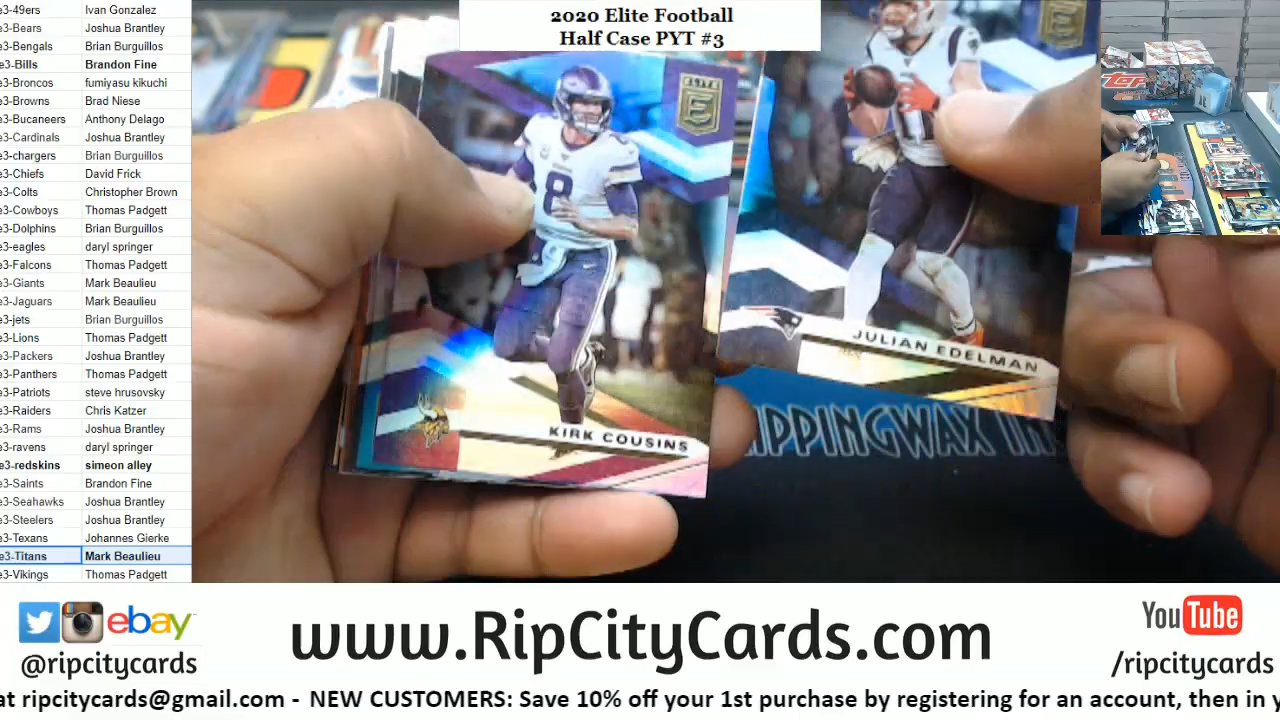 2020 Elite Football
Half Case PYT #3
e3-49ers Ivan Gonzalez
e3-Bears Joshua Brantley
e3-Bengals Brian Burguillos
e3-Bills Brandon Fine
e3-Broncos fumiyasu kikuchi
e3-Browns Brad Niese
e3-Bucaneers Anthony Delago
e3-Cardinals Joshua Brantley
e3-chargers Brian Burguillos
e3-Chiefs David Frick
e3-Colts Christopher Brown
e3-Cowboys Thomas Padgett
e3-Dolphins Brian Burguillos
e3-eagles daryl springer
e3-Falcons Thomas Padgett
e3-Giants Mark Beaulieu
e3-Jaguars Mark Beaulieu
e3-jets Brian Burguillos
e3-Lions Thomas Padgett
e3-Packers Joshua Brantley
e3-Panthers Thomas Padgett
e3-Patriots steve hrusovsky
e3-Raiders Chris Katzer
e3-Rams Joshua Brantley
e3-ravens daryl springer
e3-redskins simeon alley
e3-Saints Brandon Fine
e3-Seahawks Joshua Brantley
e3-Steelers Joshua Brantley
e3-Texans Johannes Gierke
e3-Titans Mark Beaulieu
e3-Vikings Thomas Padgett
ELITE
E
8
KIRK COUSINS
E
11
JULIAN EDELMAN
IPPINGWAX IN
ebay
@ripcitycards
www.RipCityCards.com
YouTube
/ripcitycards
at ripcitycards@gmail.com - NEW CUSTOMERS: Save 10% off your 1st purchase by registering for an account, then in y